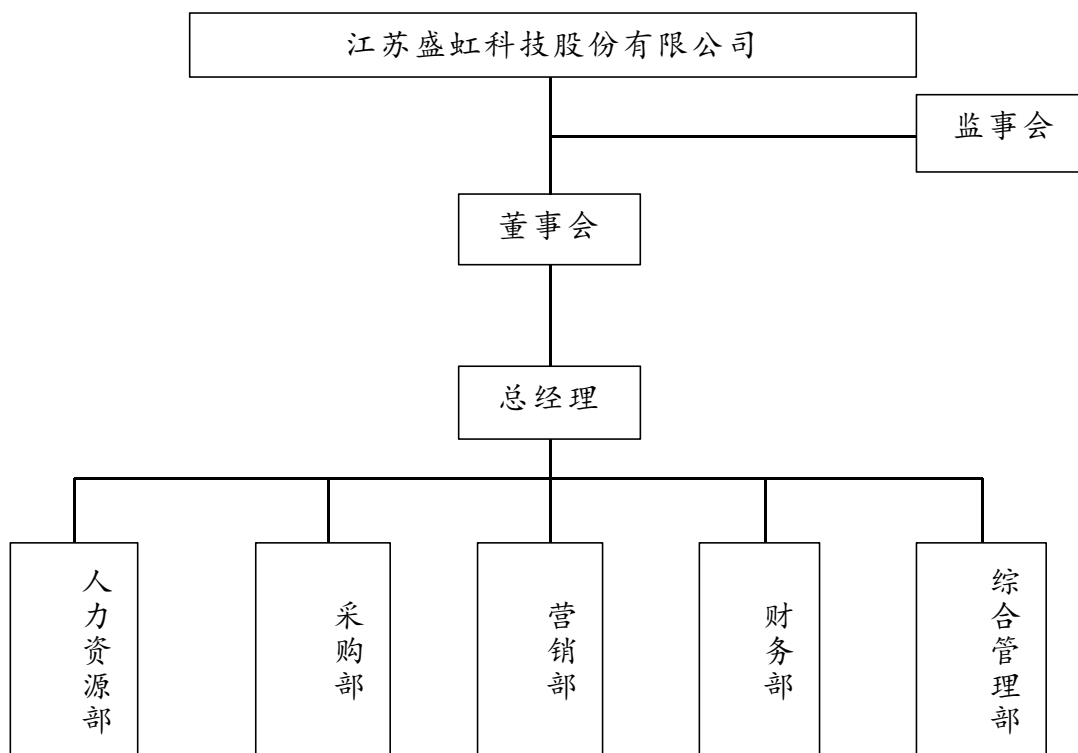 江苏盛虹科技股份有限公司
监事会
董事会
总经理
人力资源部
采购部
营销部
财务部
综合管理部